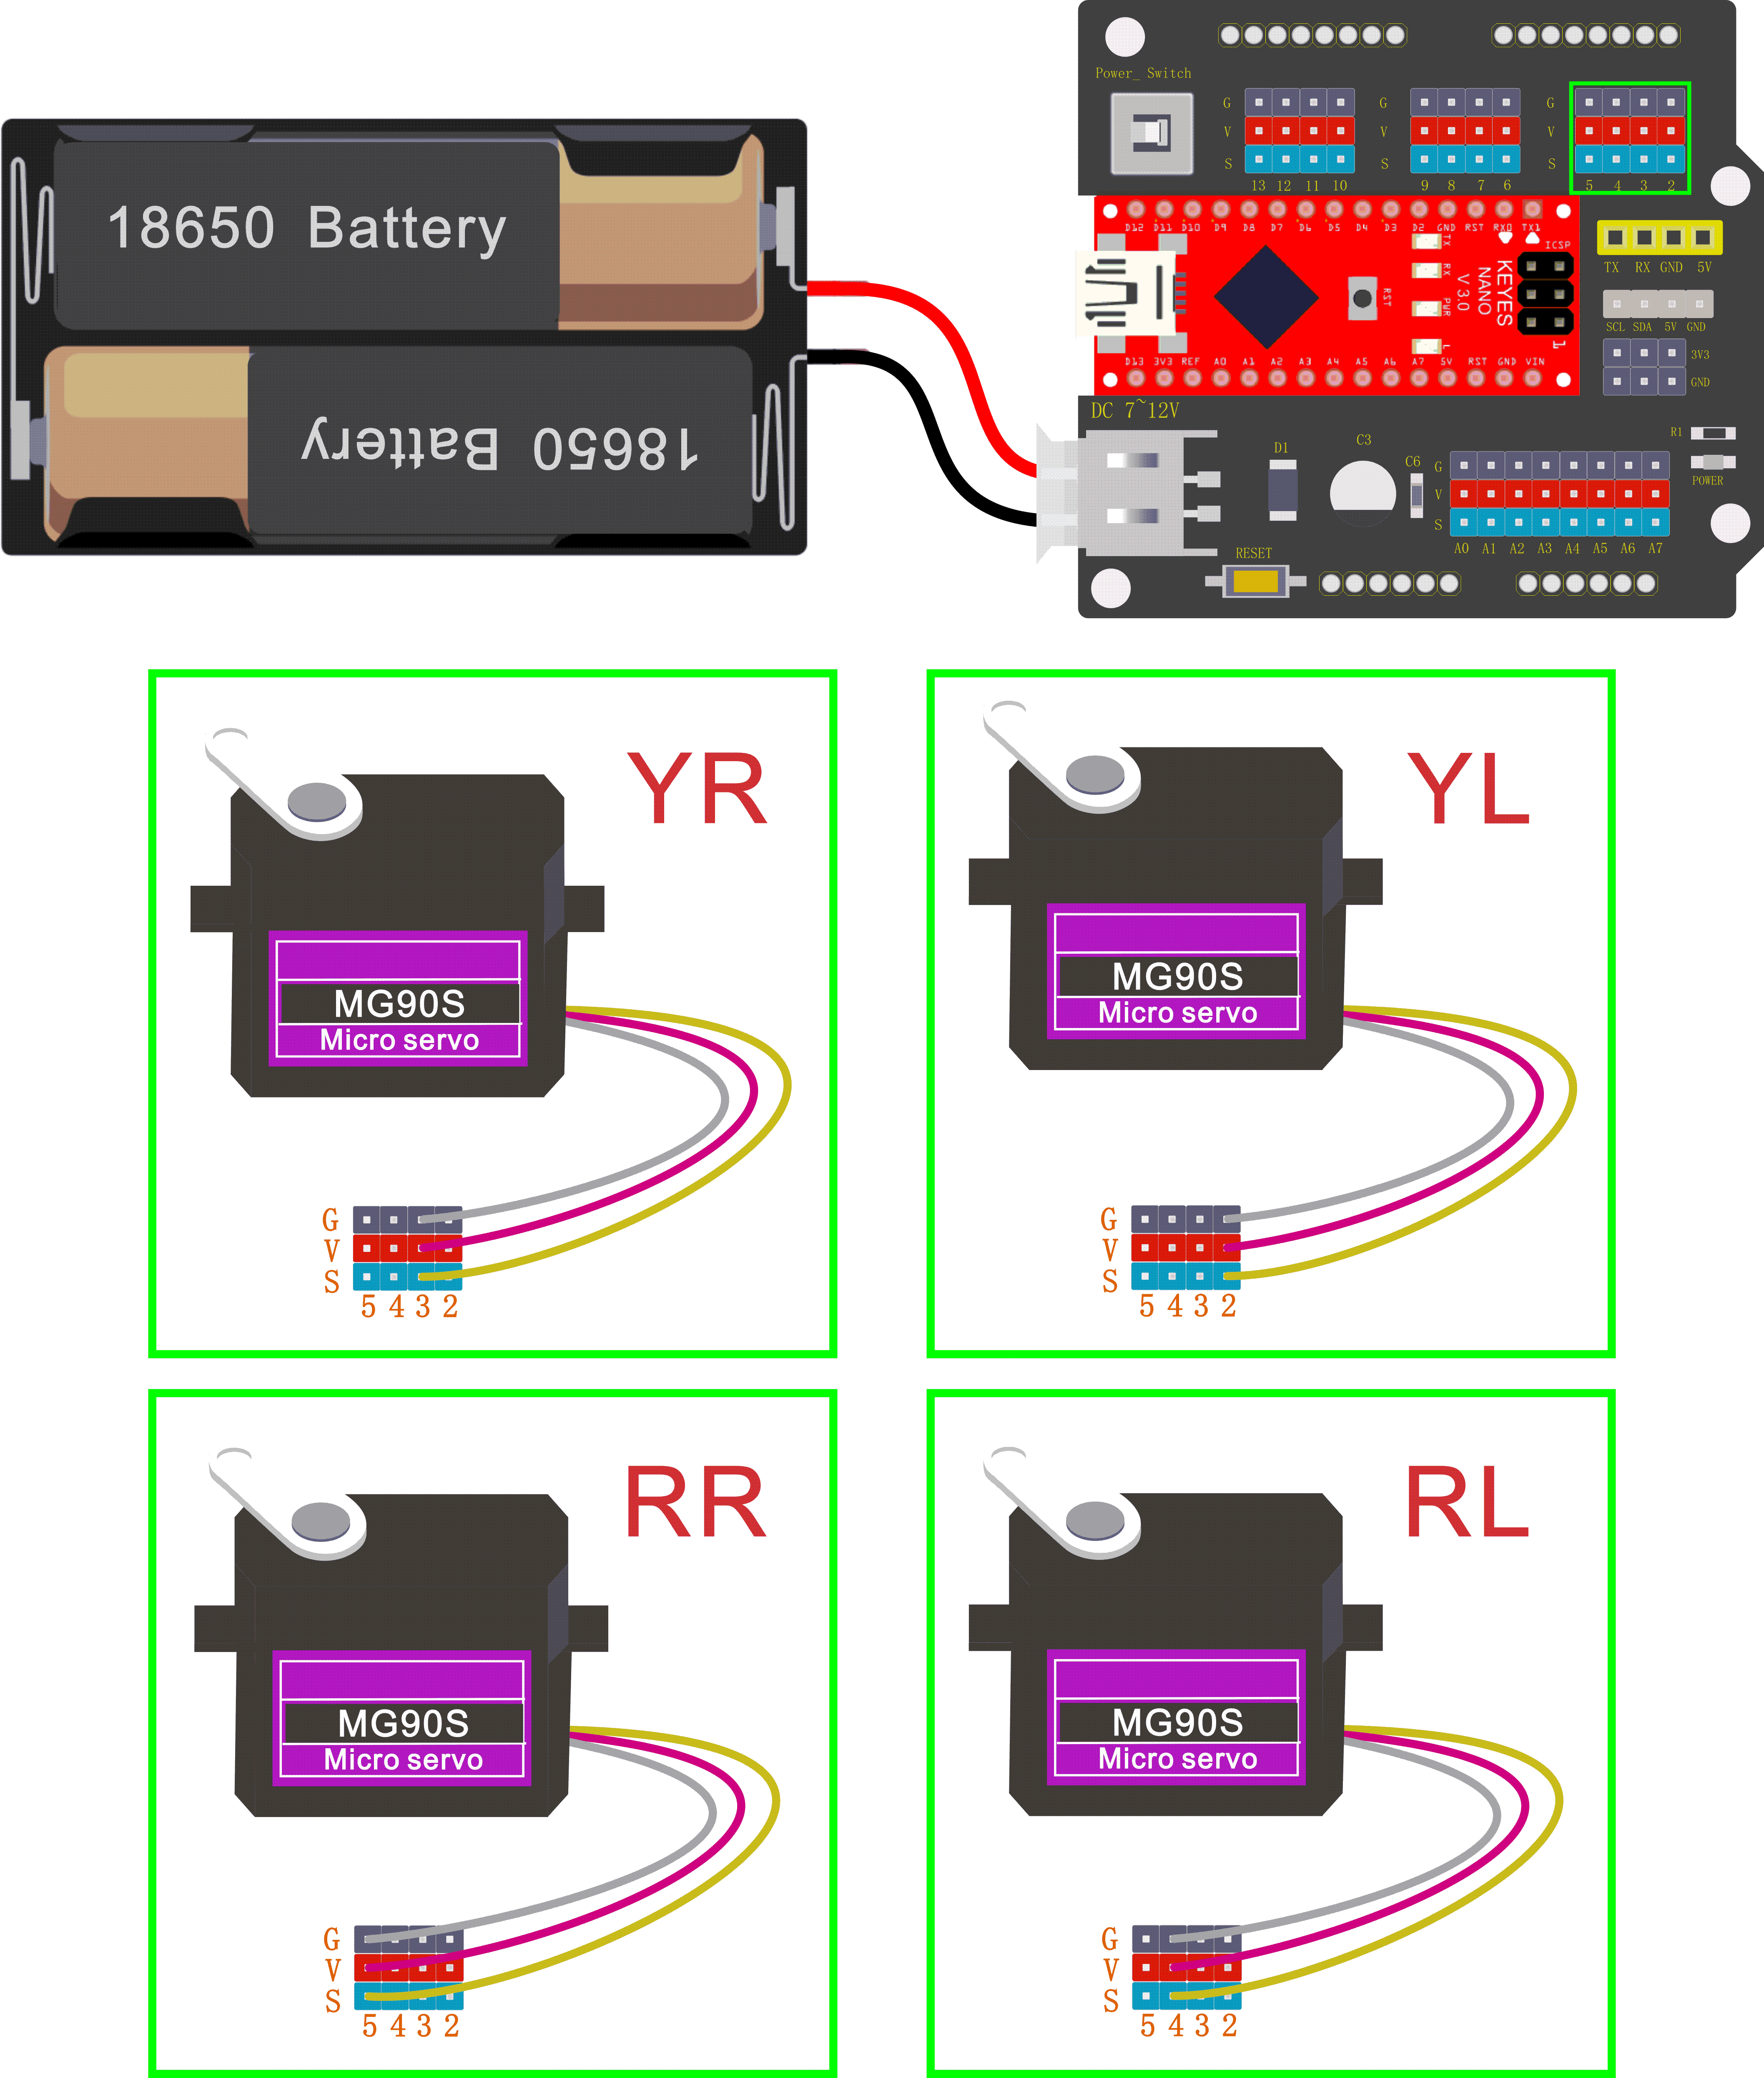 18650 Battery
18650 Battery
Power_ Switch
G
V
S
13 12 11 10
G
V
S
9 8 7 6
G
V
S
5 4 3 2
D12 D11 D10 D9 D8 D7 D6 D5 D4 D3 D2 GND RST RX0 TX1
TX
RX
PWR
L
RST
KEYES
NANO
V 3.0
ICSP
1
D13 3V3 REF A0 A1 A2 A3 A4 A5 A6 A7 5V RST GND VIN
TX RX GND 5V
SCL SDA 5V GND
3V3
GND
DC 7~12V
D1
C3
C6
R1
POWER
G
V
S
A0 A1 A2 A3 A4 A5 A6 A7
RESET
YR
MG90S
Micro servo
G
V
S
5 4 3 2
YL
MG90S
Micro servo
G
V
S
5 4 3 2
RR
MG90S
Micro servo
G
V
S
5 4 3 2
RL
MG90S
Micro servo
G
V
S
5 4 3 2